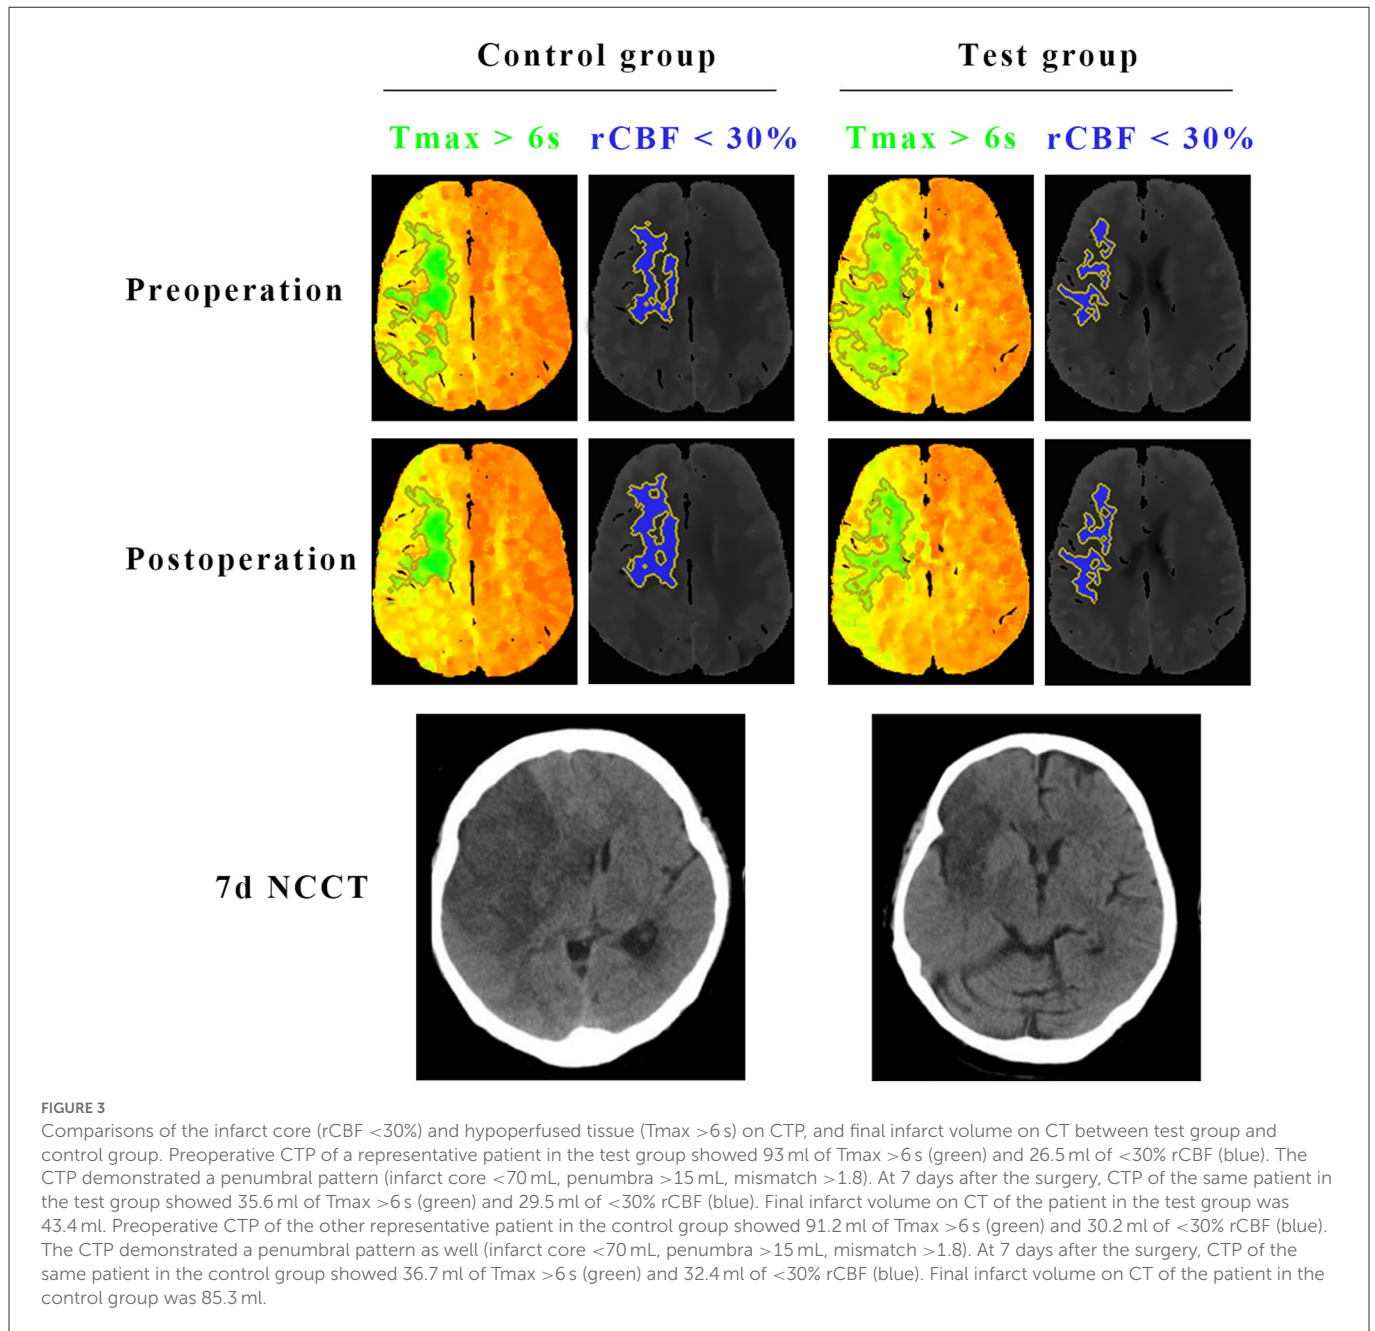 Control group
Test group
Tmax > 6s
rCBF < 30%
Tmax > 6s
rCBF < 30%
Preoperation
Postoperation
7d NCCT
FIGURE 3
Comparisons of the infarct core (rCBF <30%) and hypoperfused tissue (Tmax >6 s) on CTP, and final infarct volume on CT between test group and
control group. Preoperative CTP of a representative patient in the test group showed 93 ml of Tmax >6 s (green) and 26.5 ml of <30% rCBF (blue). The
CTP demonstrated a penumbral pattern (infarct core <70 mL, penumbra >15 mL, mismatch >1.8). At 7 days after the surgery, CTP of the same patient in
the test group showed 35.6 ml of Tmax >6 s (green) and 29.5 ml of <30% rCBF (blue). Final infarct volume on CT of the patient in the test group was
43.4 ml. Preoperative CTP of the other representative patient in the control group showed 91.2 ml of Tmax >6 s (green) and 30.2 ml of <30% rCBF (blue).
The CTP demonstrated a penumbral pattern as well (infarct core <70 mL, penumbra >15 mL, mismatch >1.8). At 7 days after the surgery, CTP of the
same patient in the control group showed 36.7 ml of Tmax >6 s (green) and 32.4 ml of <30% rCBF (blue). Final infarct volume on CT of the patient in the
control group was 85.3 ml.